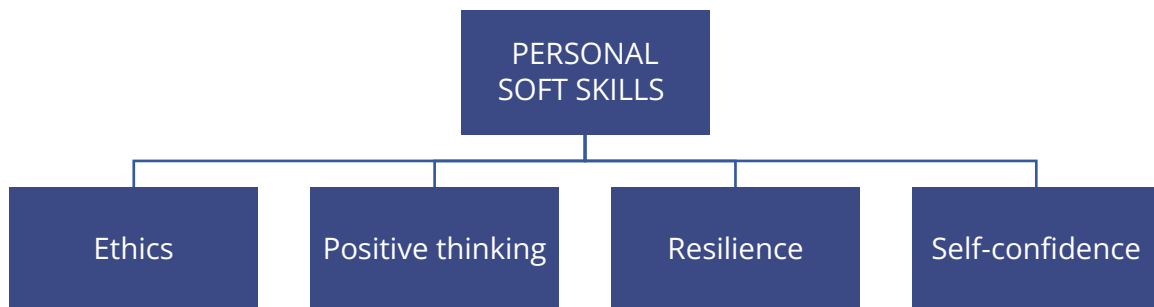 PERSONAL
SOFT SKILLS
Ethics
Positive thinking
Resilience
Self-confidence